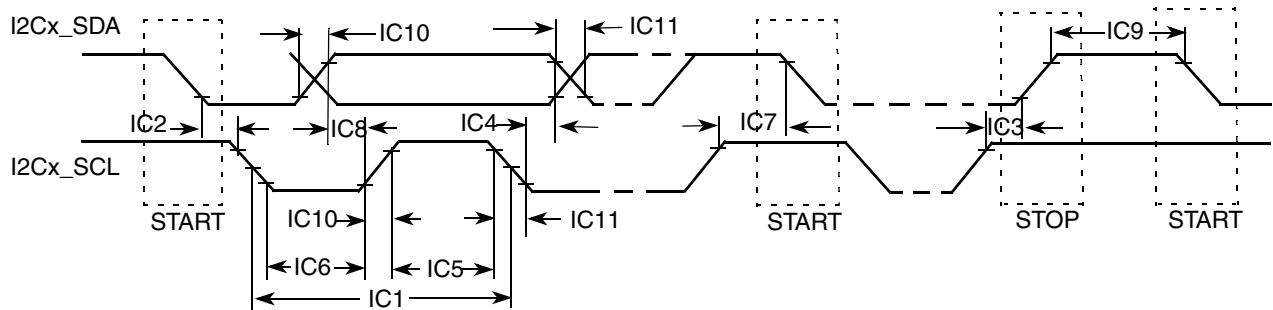 I2Cx_SDA
IC10
IC11
IC9
IC2
IC8
IC4
IC7
IC3
I2Cx_SCL
START
IC10
IC11
START
STOP
START
IC6
IC5
IC1